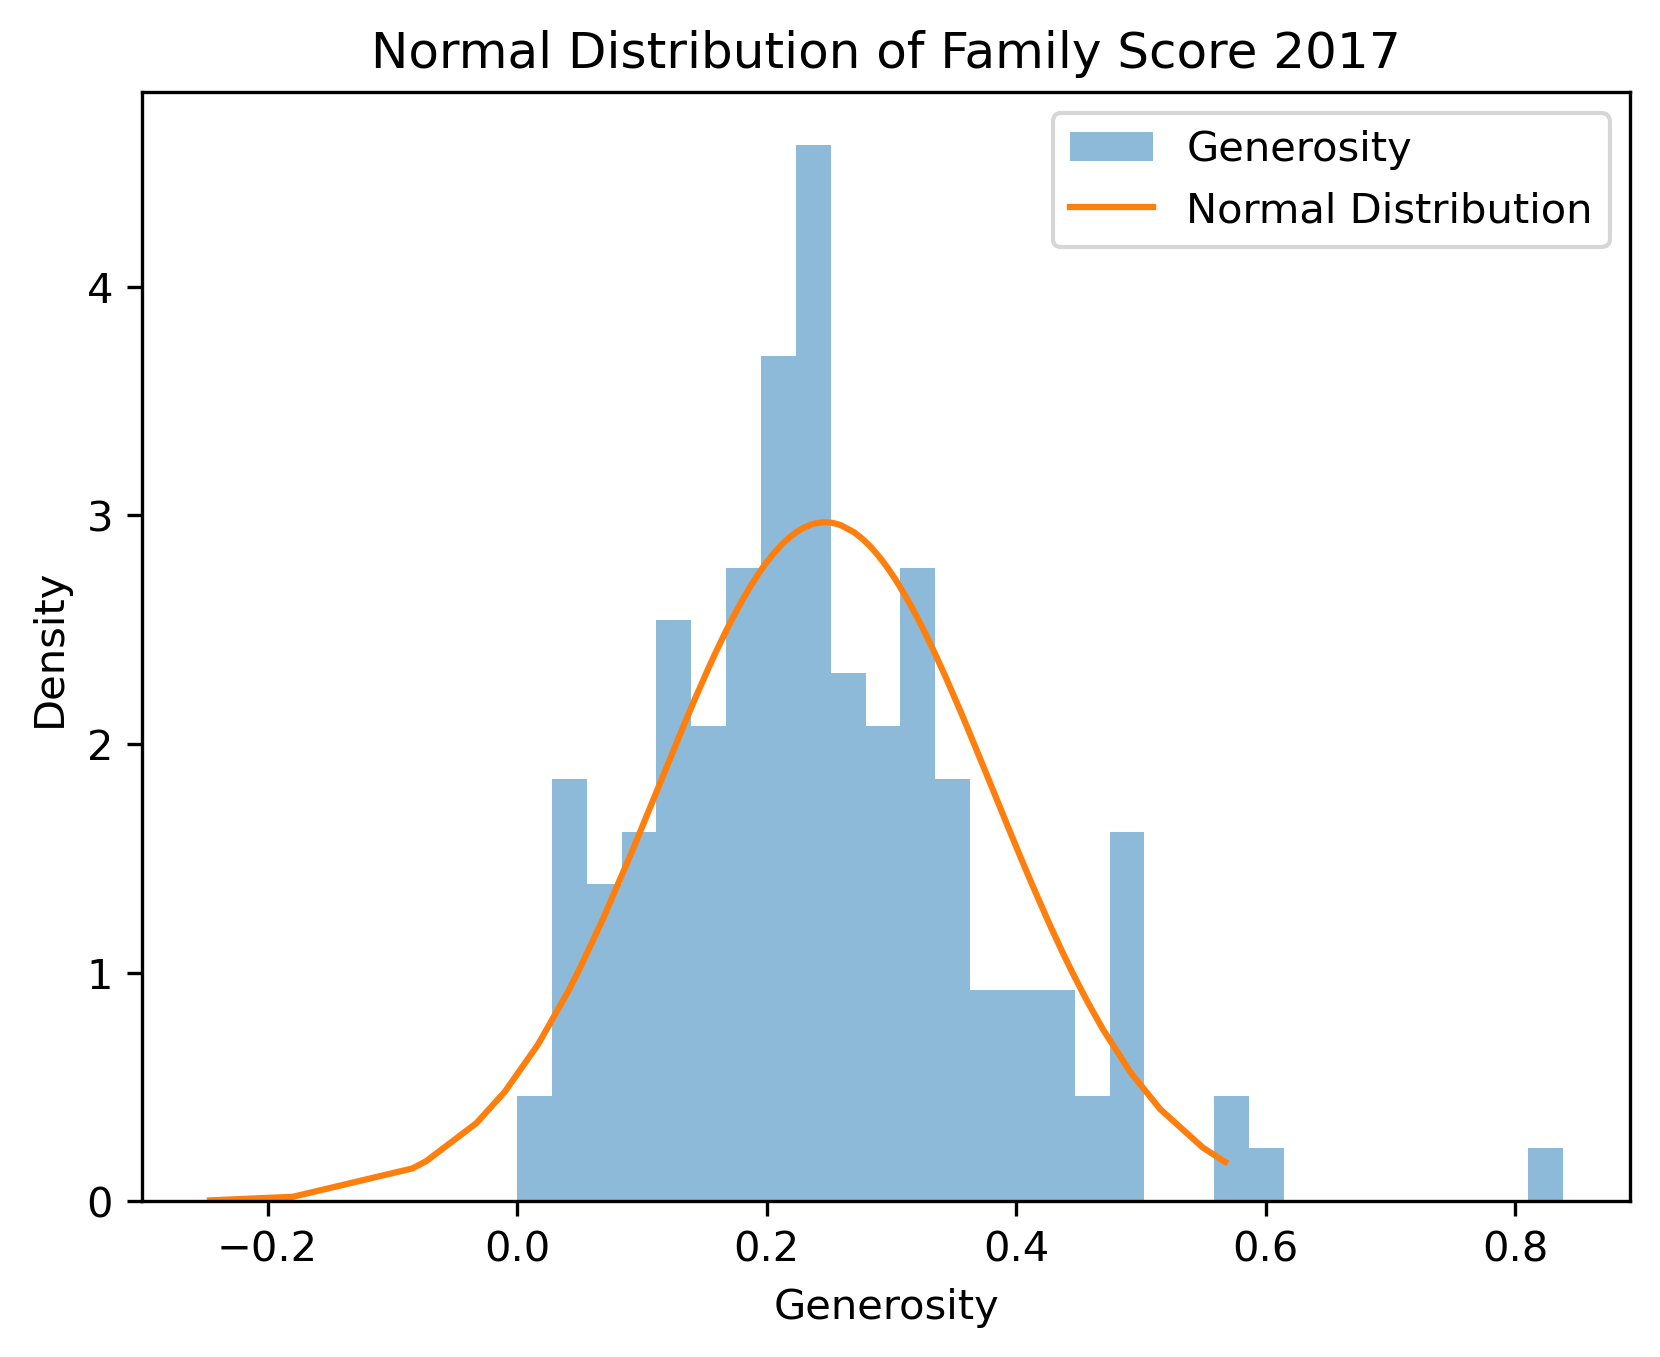 Normal Distribution of Family Score 2017
Generosity
Normal Distribution
4
3
2
1
0
Density
−0.2
0.0
0.2
0.4
0.6
0.8
Generosity